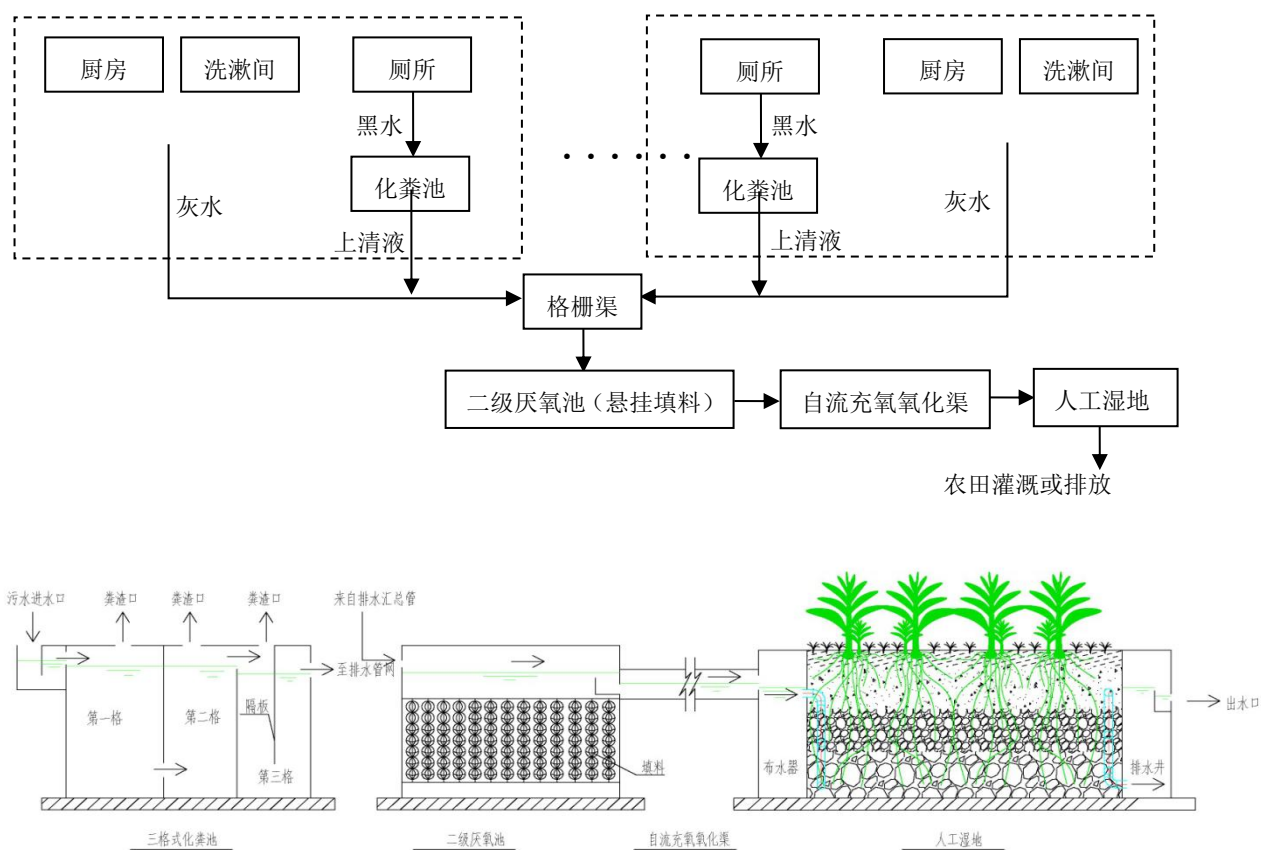 厨房
洗漱间
厕所
厕所
厨房
洗漱间
黑水
黑水
化粪池
化粪池
灰水
灰水
上清液
上清液
格栅渠
二级厌氧池（悬挂填料）
自流充氧氧化渠
人工湿地
农田灌溉或排放
污水进水口
粪渣口
粪渣口
粪渣口
来自排水汇总管
至排水管网
第一格
第二格
隔板
第三格
填料
布水器
排水井
出水口
三格式化粪池
二级厌氧池
自流充氧氧化渠
人工湿地